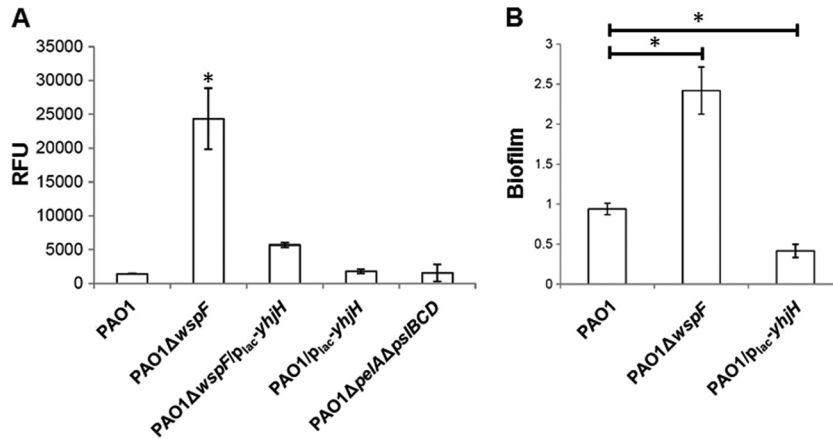 A
RFU
35000
30000
25000
20000
15000
10000
5000
0
*
PAO1
PAO1ΔwspF
PAO1ΔwspF/plac-yhjH
PAO1/plac-yhjH
PAO1ΔpelAΔpslBCD
B
Biofilm
3
2.5
2
1.5
1
0.5
0
*
*
PAO1
PAO1ΔwspF
PAO1/plac-yhjH